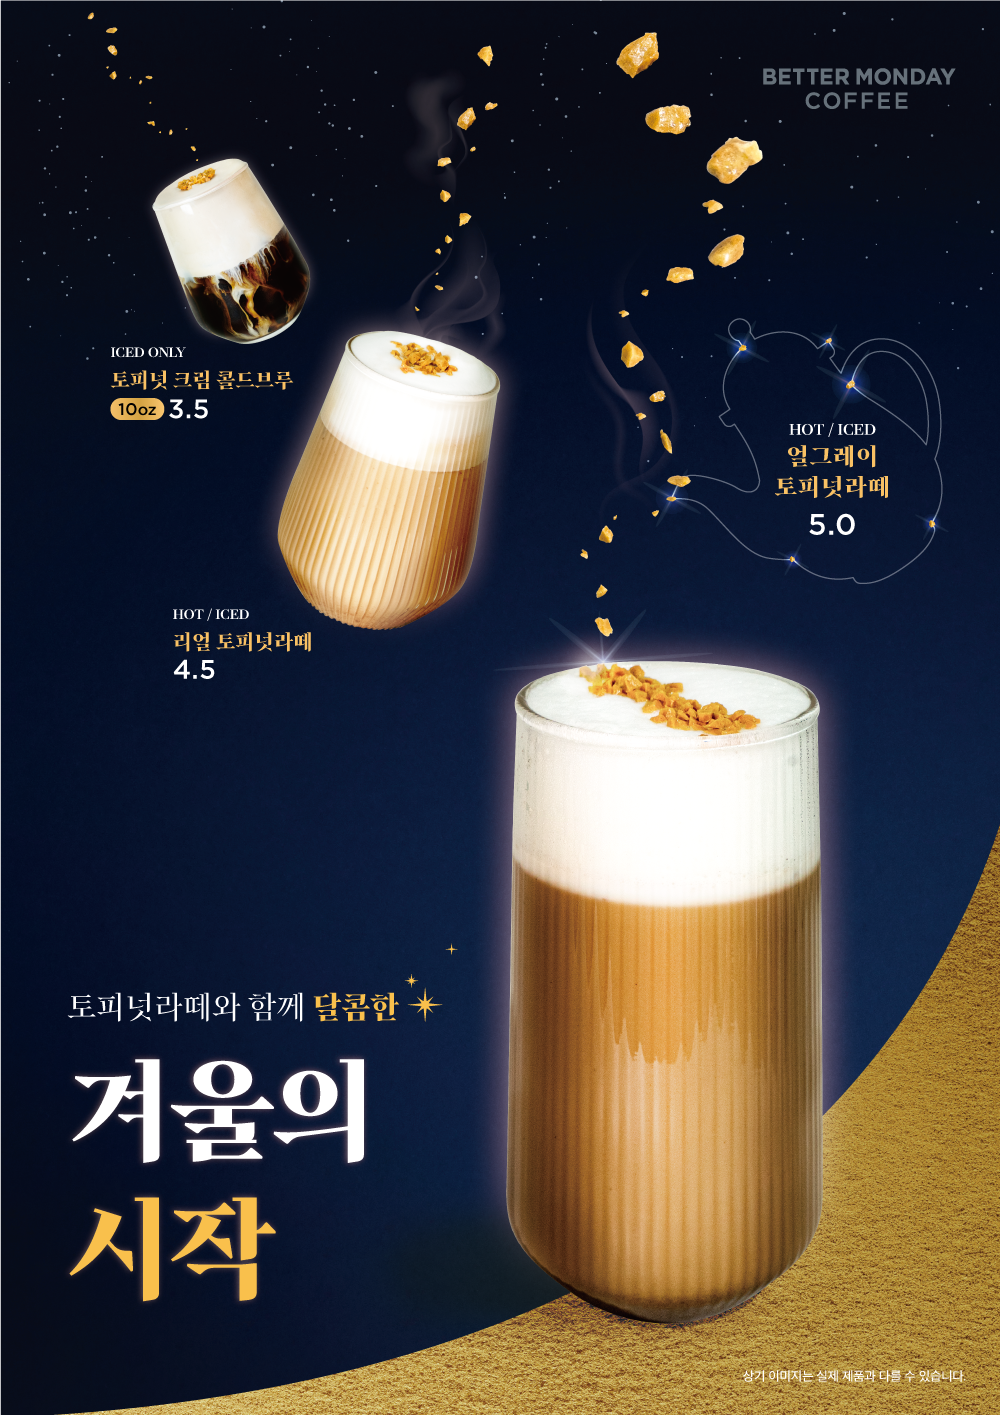 BETTER MONDAY
COFFEE
ICED ONLY
토피넛 크림 콜드브루
10oz 3.5
HOT / ICED
얼그레이
토피넛라떼
5.0
HOT / ICED
리얼 토피넛라떼
4.5
토피넛라떼와 함께 달콤한
겨울의
시작
상기 이미지는 실제 제품과 다를 수 있습니다.